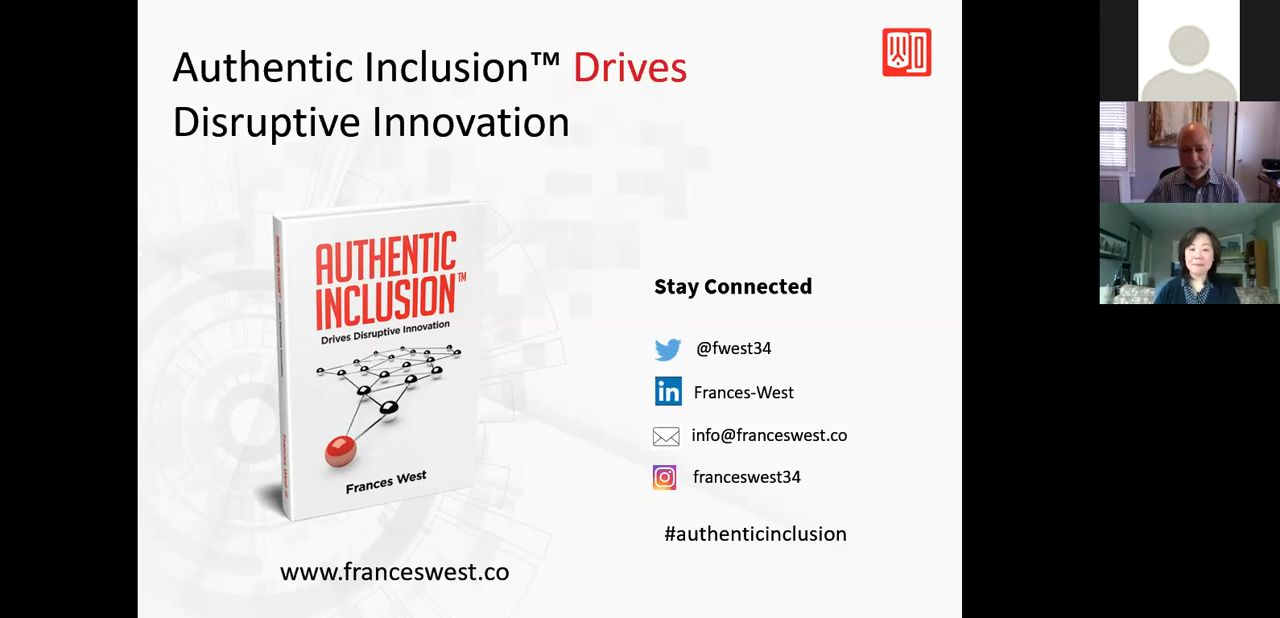 Authentic Inclusion™ Drives
Disruptive Innovation
AUTHENTIC
INCLUSION™
Drives Disruptive Innovation
Frances West
www.franceswest.co
Stay Connected
@fwest34
in Frances-West
info@franceswest.co
franceswest34
#authenticinclusion